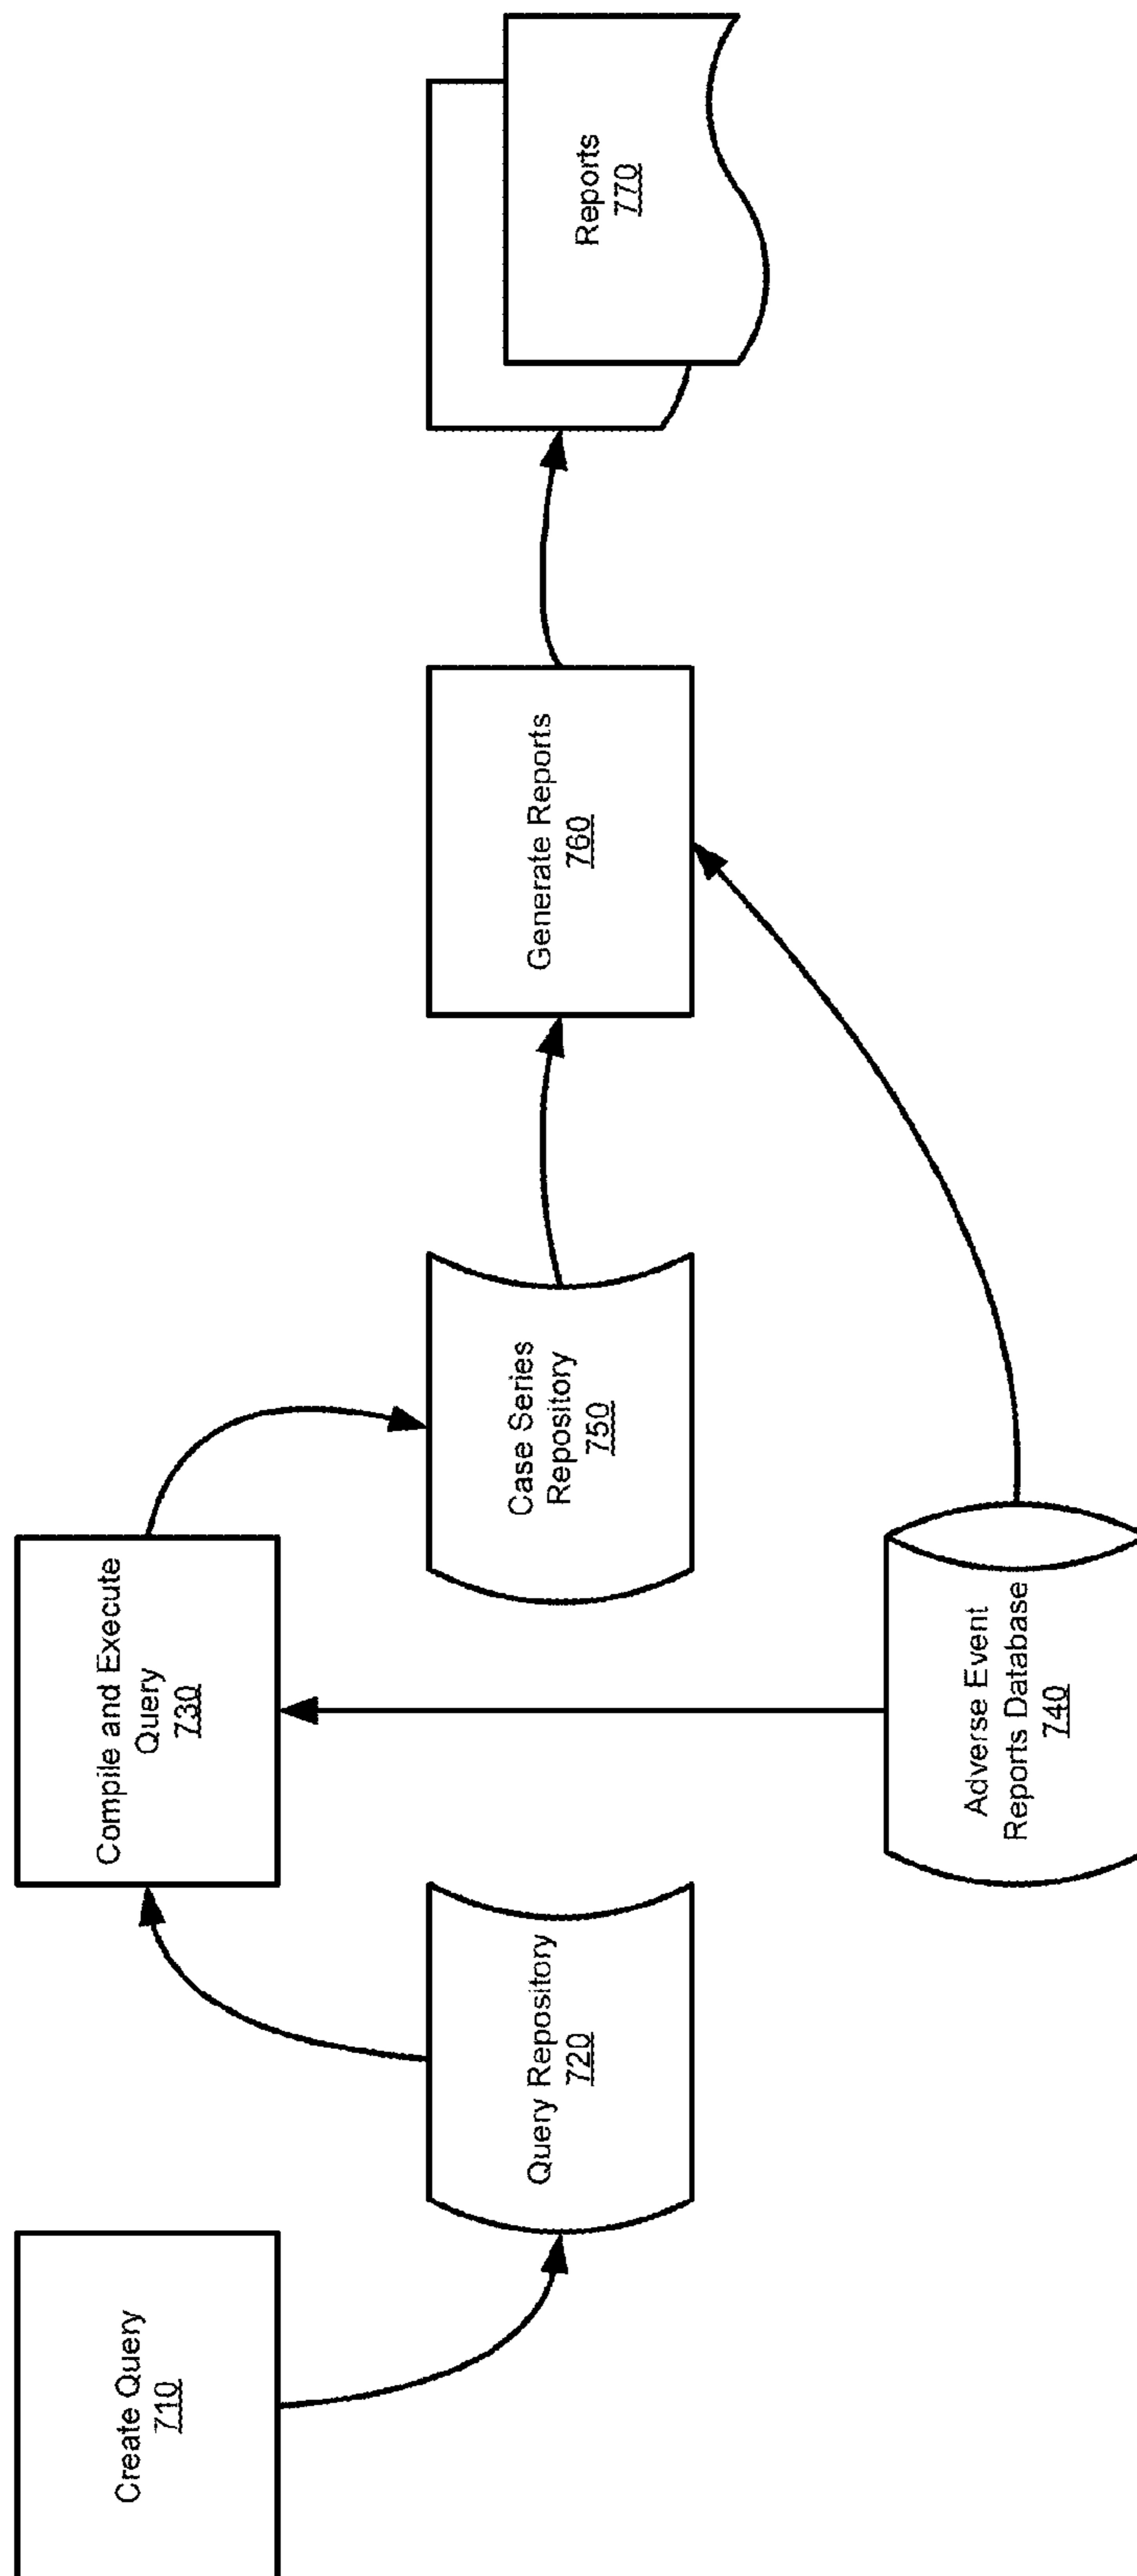 Create Query
710
Query Repository
720
Compile and Execute
Query
730
Adverse Event
Reports Database
740
Case Series
Repository
750
Generate Reports
760
Reports
770